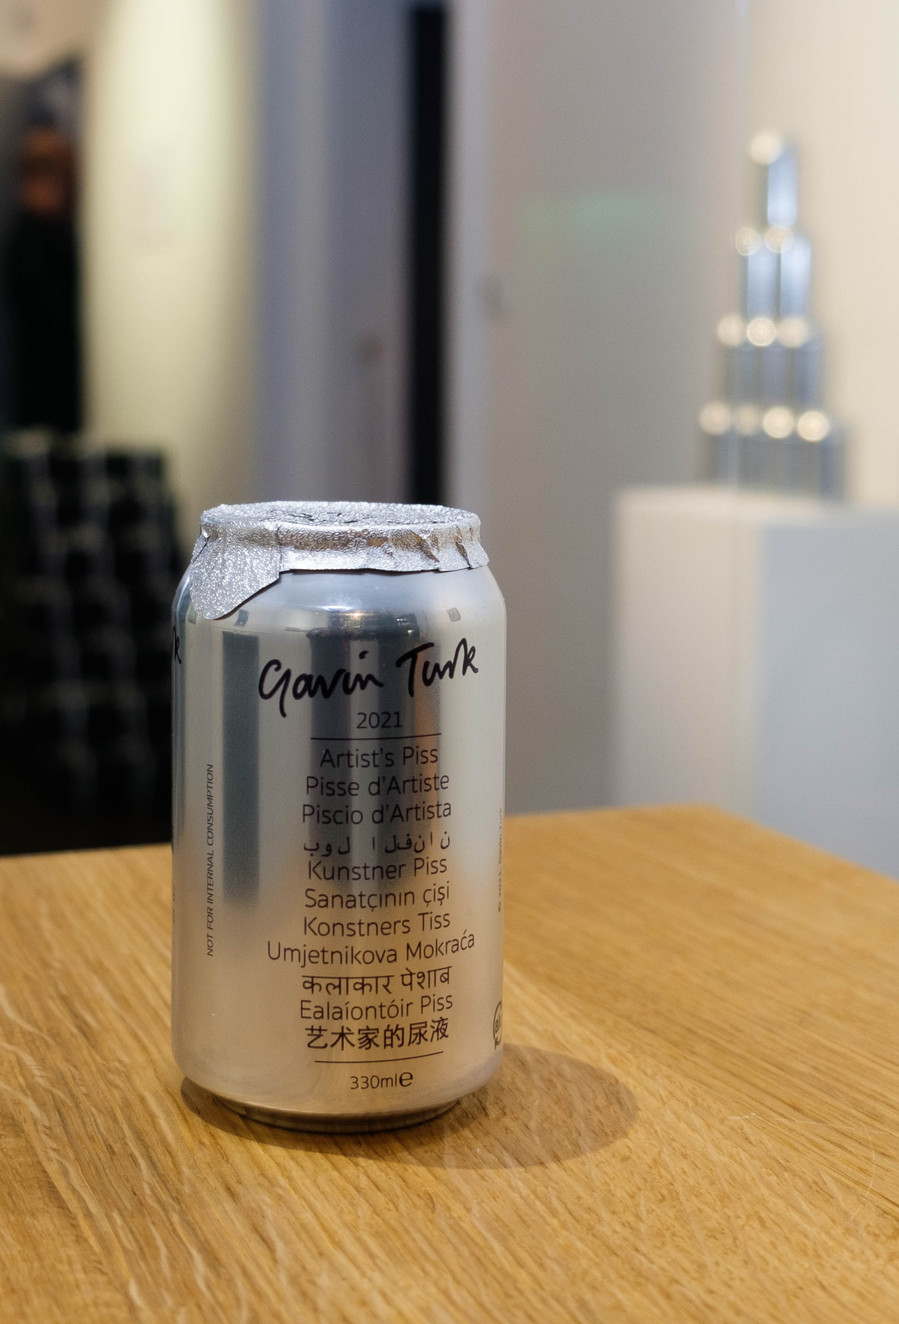 Gavin Turk
2021
Artist's Piss
Pisse d'Artiste
Piscio d'Artista
ن ا ن ف ل ا ل و ب
Kunstner Piss
Sanatçının çişi
Konstners Tiss
Umjetnikova Mokraća
कलाकार पेशाब
Ealaíontóir Piss
艺术家的尿液
330ml℮
NOT FOR INTERNAL CONSUMPTION